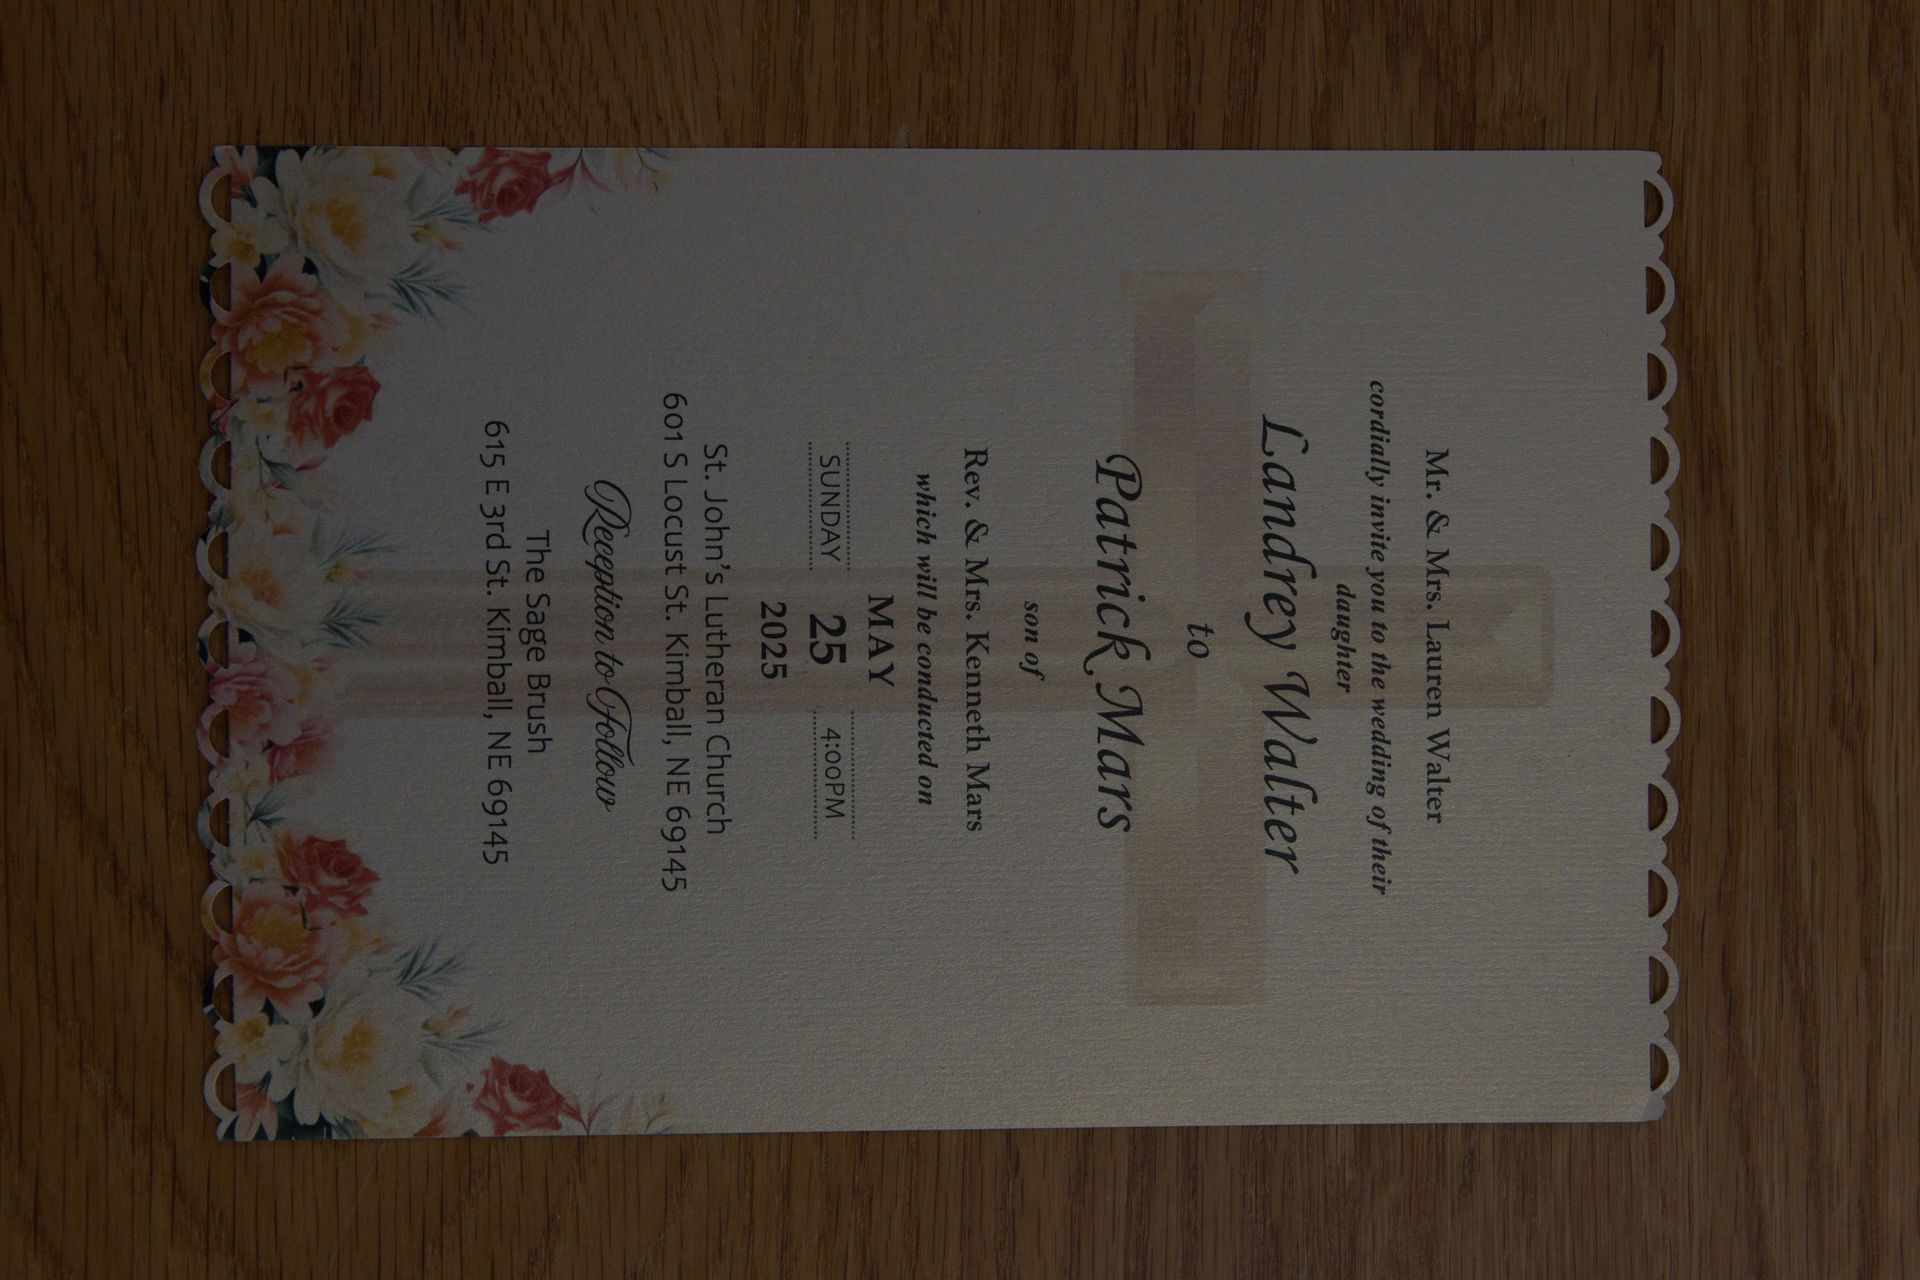 Mr. & Mrs. Lauren Walter
cordially invite you to the wedding of their
daughter
Landrey Walter
to
Patrick Mars
son of
Rev. & Mrs. Kenneth Mars
which will be conducted on
MAY
SUNDAY 25 4:00PM
2025
St. John's Lutheran Church
601 S Locust St. Kimball, NE 69145
Reception to Follow
The Sage Brush
615 E 3rd St. Kimball, NE 69145